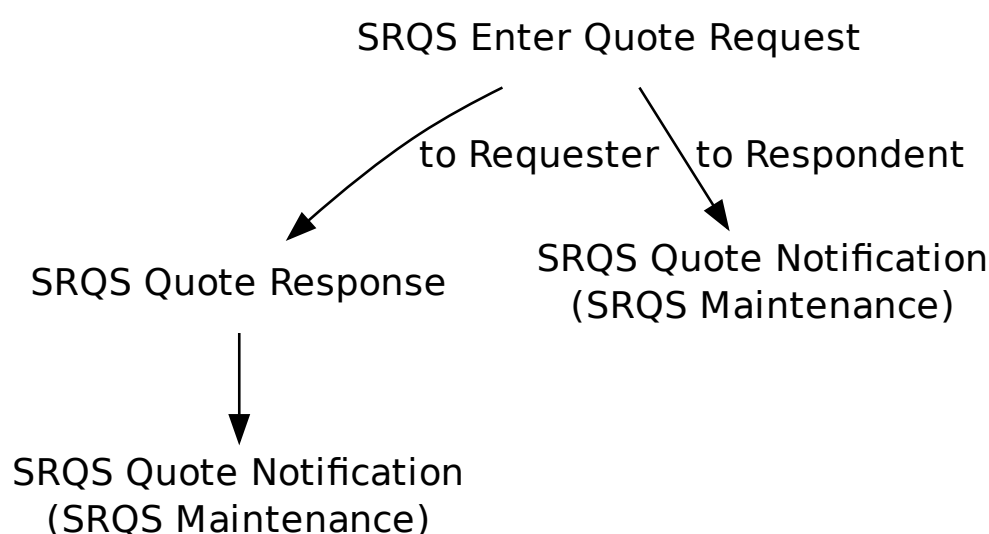 SRQS Enter Quote Request
to Requester
to Respondent
SRQS Quote Response
SRQS Quote Notification
(SRQS Maintenance)
SRQS Quote Notification
(SRQS Maintenance)